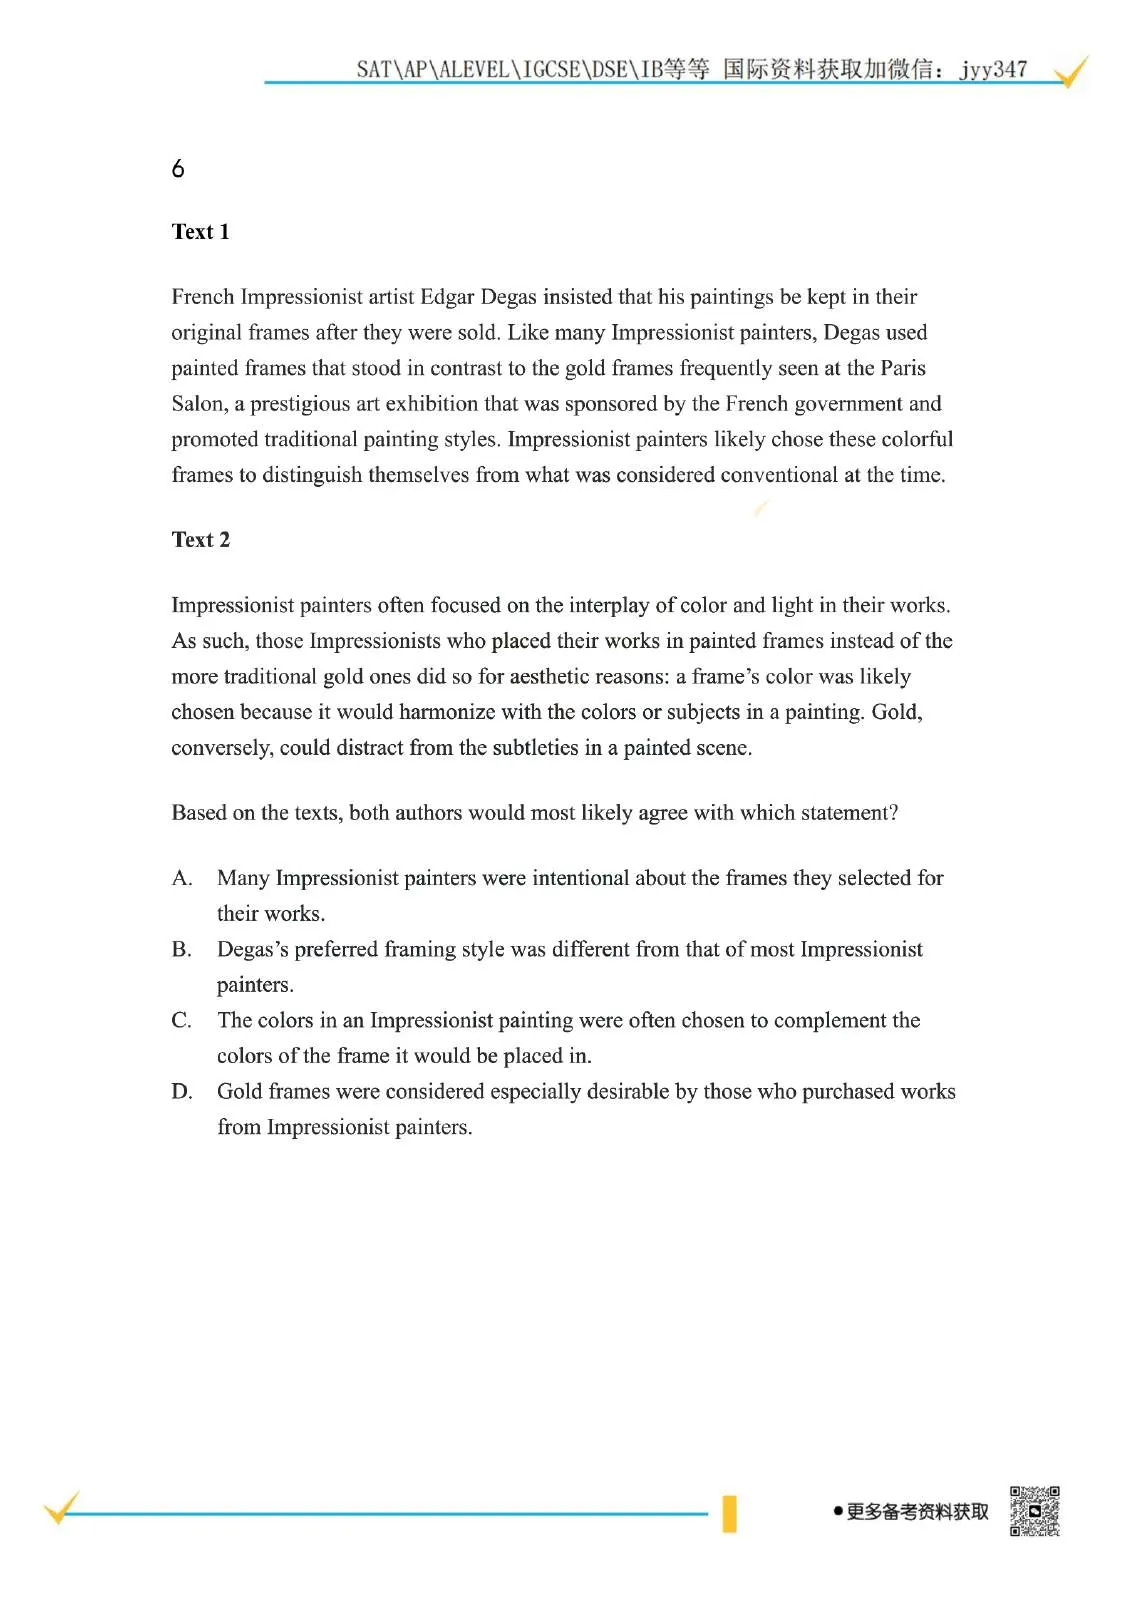 SAT\AP\ALEVEL\IGCSE\DSE\IB等等 国际资料获取加微信: jyy347
6
Text 1
French Impressionist artist Edgar Degas insisted that his paintings be kept in their
original frames after they were sold. Like many Impressionist painters, Degas used
painted frames that stood in contrast to the gold frames frequently seen at the Paris
Salon, a prestigious art exhibition that was sponsored by the French government and
promoted traditional painting styles. Impressionist painters likely chose these colorful
frames to distinguish themselves from what was considered conventional at the time.
Text 2
Impressionist painters often focused on the interplay of color and light in their works.
As such, those Impressionists who placed their works in painted frames instead of the
more traditional gold ones did so for aesthetic reasons: a frame’s color was likely
chosen because it would harmonize with the colors or subjects in a painting. Gold,
conversely, could distract from the subtleties in a painted scene.
Based on the texts, both authors would most likely agree with which statement?
A. Many Impressionist painters were intentional about the frames they selected for
their works.
B. Degas’s preferred framing style was different from that of most Impressionist
painters.
C. The colors in an Impressionist painting were often chosen to complement the
colors of the frame it would be placed in.
D. Gold frames were considered especially desirable by those who purchased works
from Impressionist painters.
●更多备考资料获取